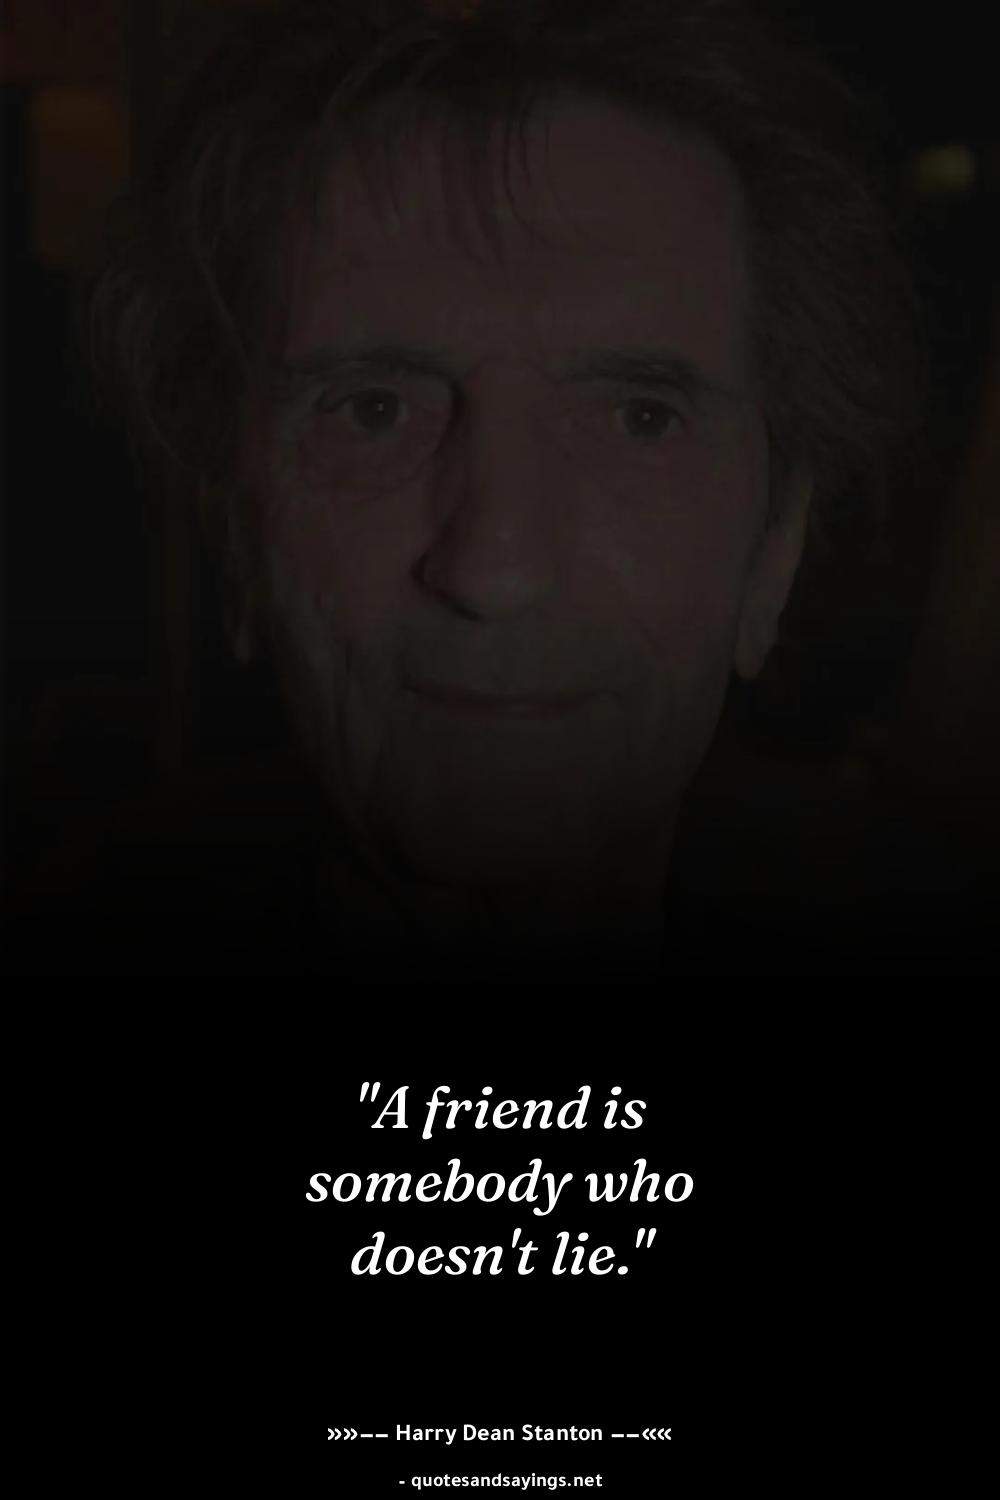 "A friend is
somebody who
doesn't lie."
»»−− Harry Dean Stanton −−««
- quotesandsayings.net